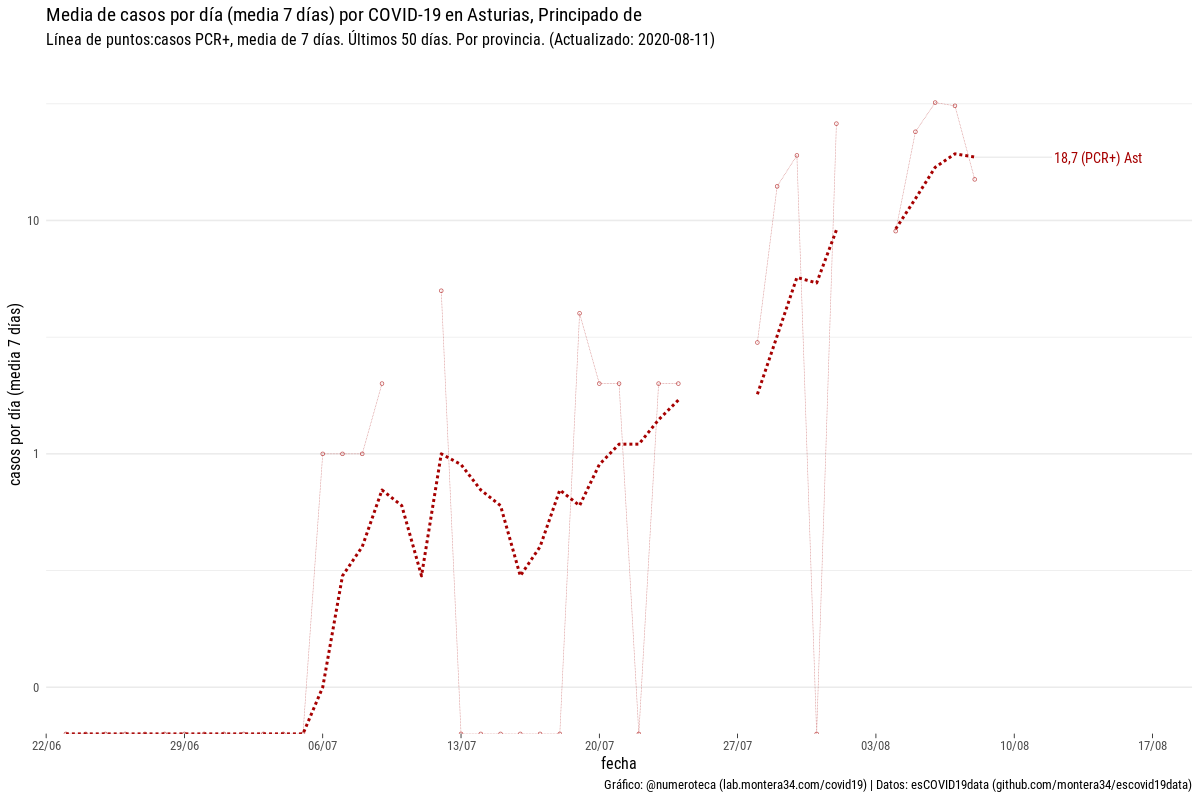 Media de casos por día (media 7 días) por COVID-19 en Asturias, Principado de
Línea de puntos:casos PCR+, media de 7 días. Últimos 50 días. Por provincia. (Actualizado: 2020-08-11)
18,7 (PCR+) Ast
10
1
0
casos por día (media 7 días)
22/06 29/06 6/07 13/07 20/07 27/07 03/08 10/08 17/08
fecha
Gráfico: @numeroteca (lab.montera34.com/covid19) | Datos: esCOVID19data (github.com/montera34/escovid19data)